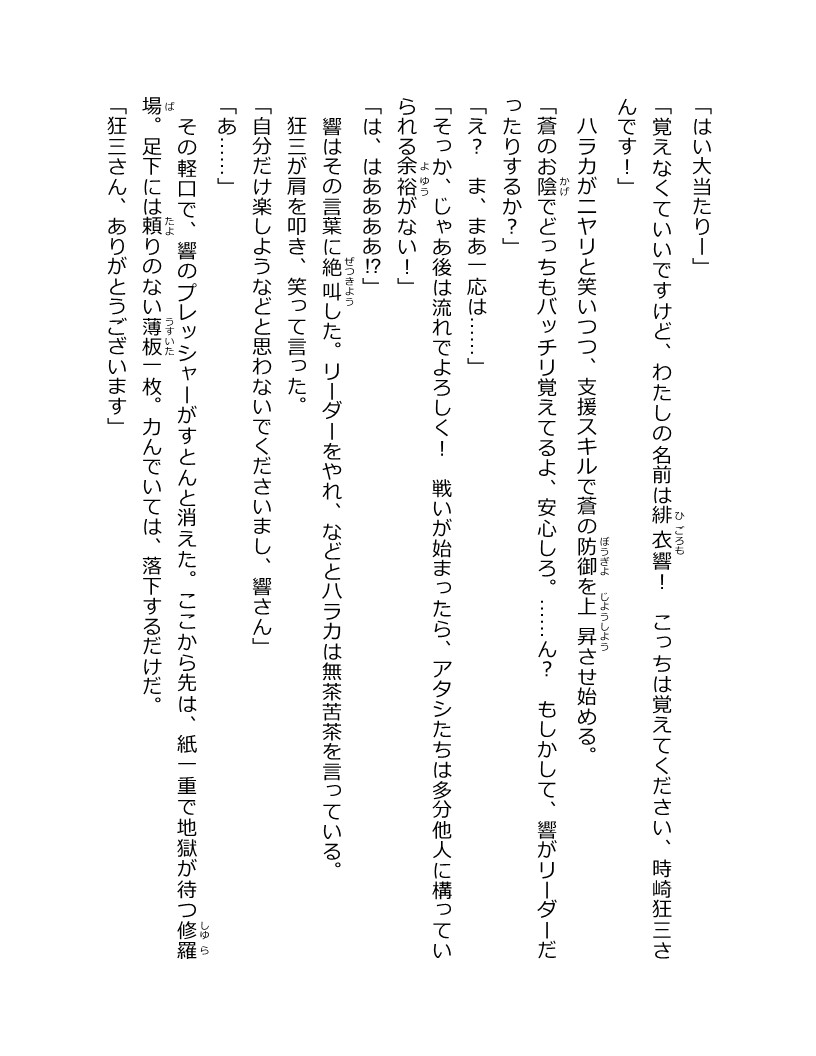 「はい大当たりー」
「覚えなくていいですけど、わたしの名前は緋衣響！　こっちは覚えてください、時崎狂三さ
んです！」
　ハラカがニヤリと笑いつつ、支援スキルで蒼の防御を上昇させ始める。
「蒼のお陰でどっちもバッチリ覚えてるよ、安心しろ。……ん？　もしかして、響がリーダーだ
ったりするか？」
「え？　ま、まあ一応は……」
「そっか、じゃあ後は流れでよろしく！　戦いが始まったら、アタシたちは多分他人に構ってい
られる余裕がない！」
「は、はああああ!?」
　響はその言葉に絶叫した。リーダーをやれ、などとハラカは無茶苦茶を言っている。
　狂三が肩を叩き、笑って言った。
「自分だけ楽しようなどと思わないでくださいまし、響さん」
「あ……」
　その軽口で、響のプレッシャーがすとんと消えた。ここから先は、紙一重で地獄が待つ修羅
場。足下には頼りのない薄板一枚。力んでいては、落下するだけだ。
「狂三さん、ありがとうございます」